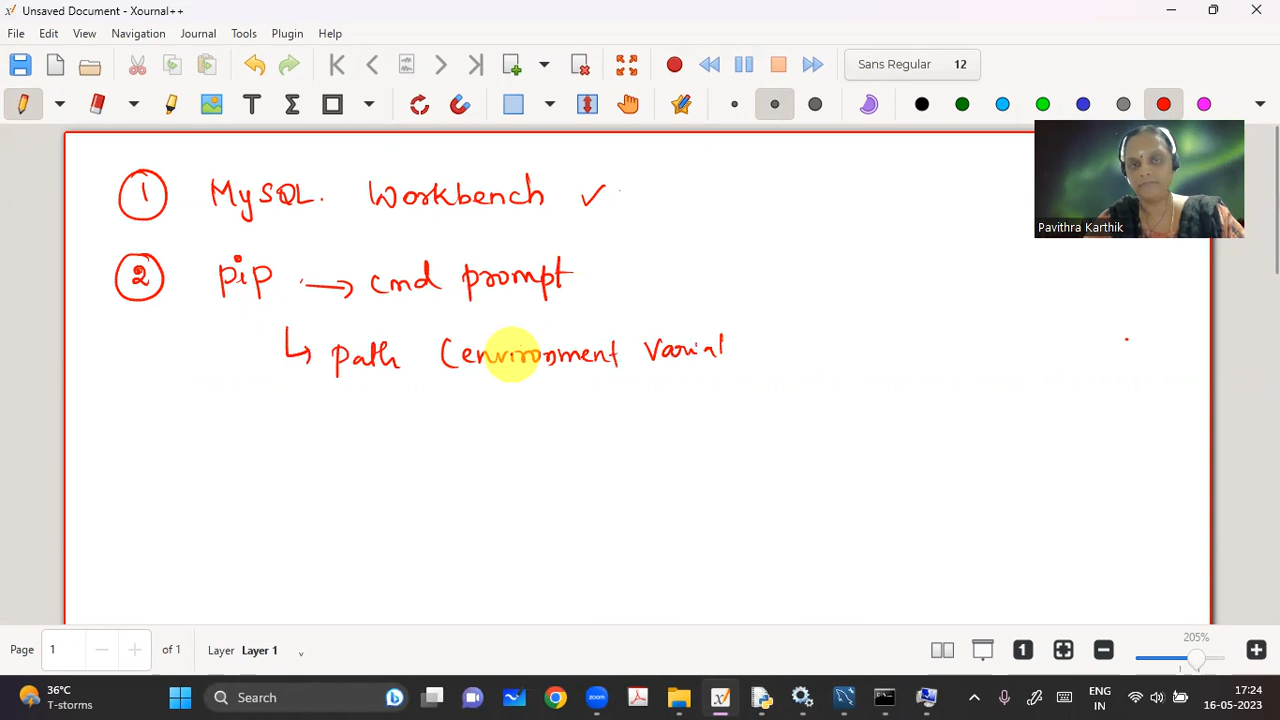 Unsaved Document - Xournal++
File Edit View Navigation Journal Tools Plugin Help
Sans Regular 12
1 MySQL. Workbench ✓
Pavithra Karthik
2 pip → cmd prompt
↳ path (environment Varial
Page 1 of 1 Layer Layer 1 205%
36°C
T-storms
Search
ENG
IN
17:24
16-05-2023